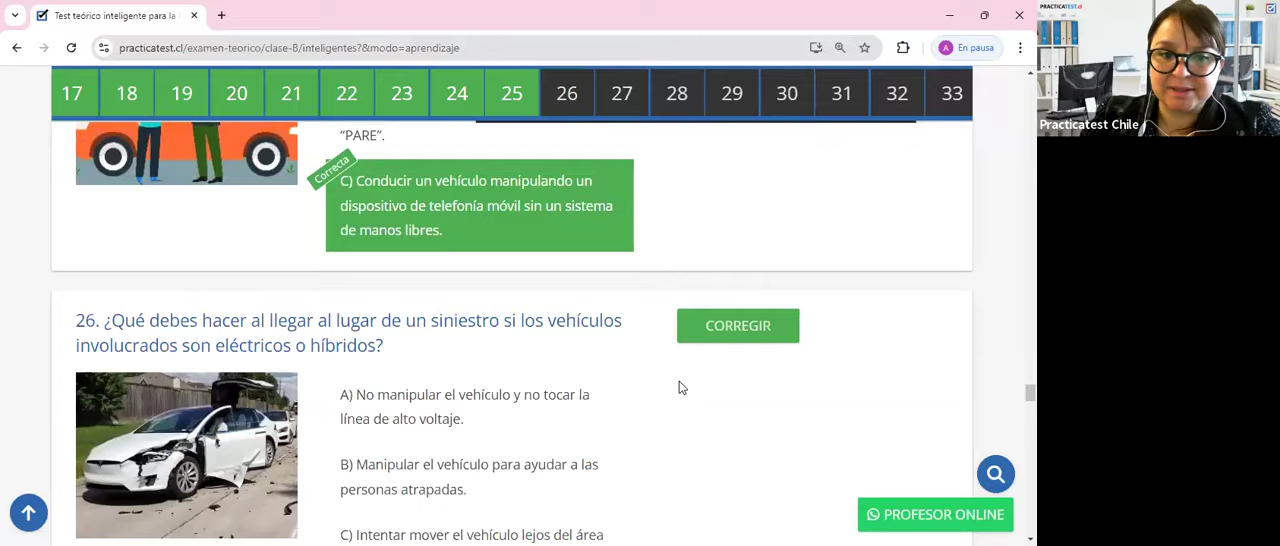 Test teórico inteligente para la
practicatest.cl/examen-teorico/clase-B/inteligentes?&modo=aprendizaje
A En pausa
PRACTICATEST.cl
Practicatest Chile
17 18 19 20 21 22 23 24 25 26 27 28 29 30 31 32 33
“PARE”.
Correcta
C) Conducir un vehículo manipulando un
dispositivo de telefonía móvil sin un sistema
de manos libres.
26. ¿Qué debes hacer al llegar al lugar de un siniestro si los vehículos
involucrados son eléctricos o híbridos?
CORREGIR
A) No manipular el vehículo y no tocar la
línea de alto voltaje.
B) Manipular el vehículo para ayudar a las
personas atrapadas.
C) Intentar mover el vehículo lejos del área
PROFESOR ONLINE